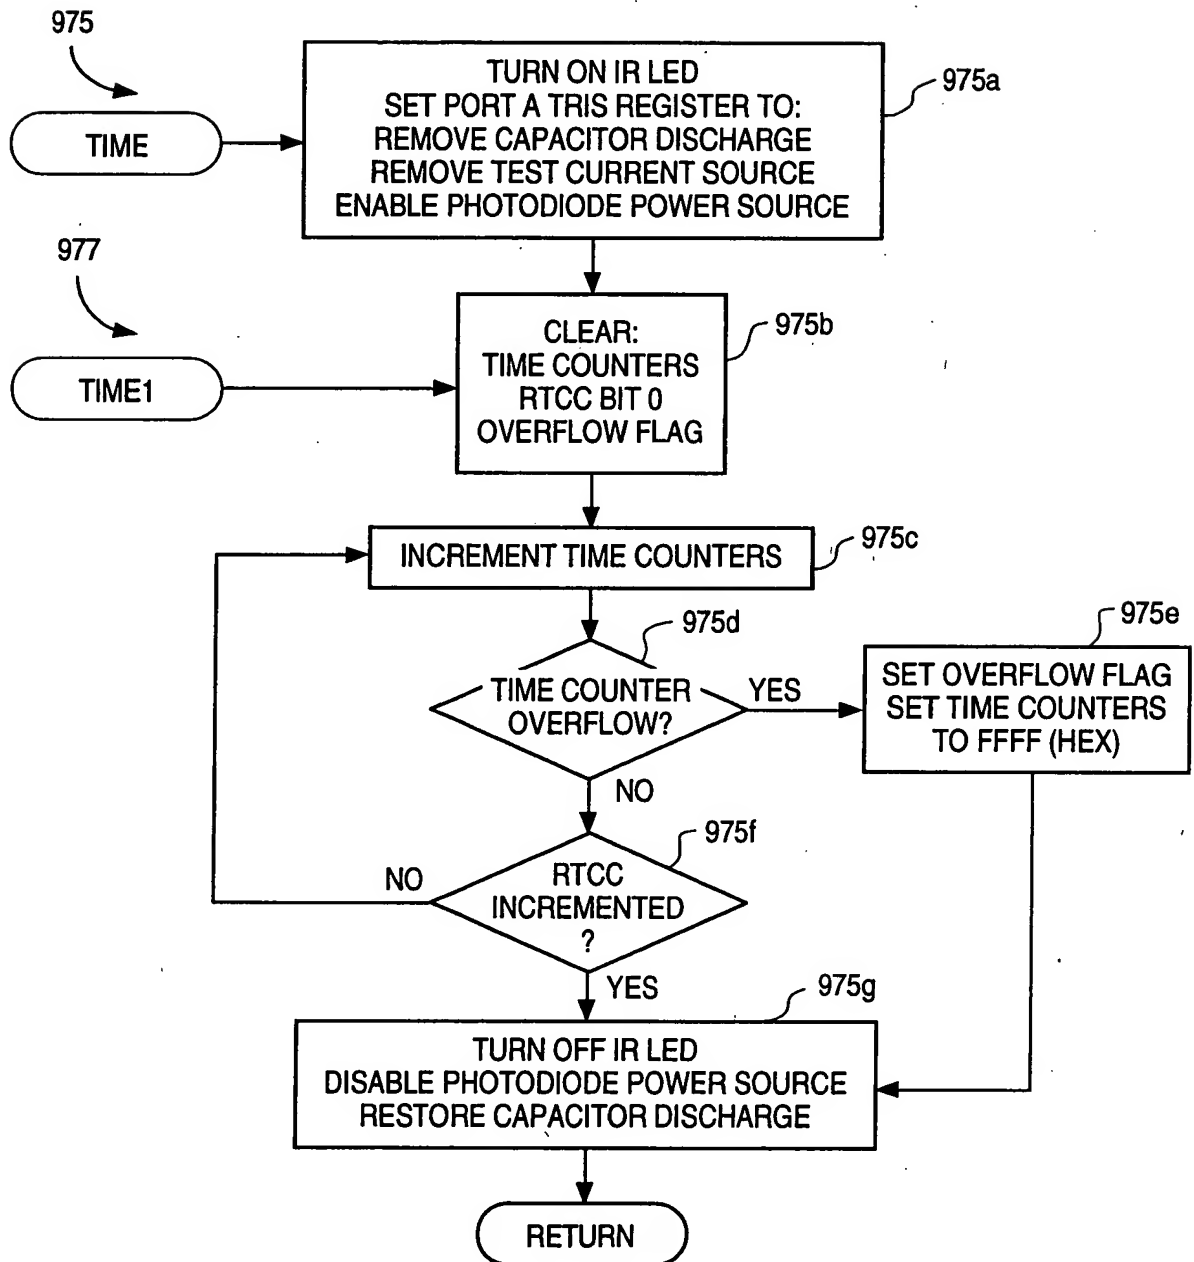 975
TIME
TURN ON IR LED
SET PORT A TRIS REGISTER TO:
REMOVE CAPACITOR DISCHARGE
REMOVE TEST CURRENT SOURCE
ENABLE PHOTODIODE POWER SOURCE
975a
977
TIME1
CLEAR:
TIME COUNTERS
RTCC BIT 0
OVERFLOW FLAG
975b
INCREMENT TIME COUNTERS
975c
975d
TIME COUNTER
OVERFLOW?
YES
975e
SET OVERFLOW FLAG
SET TIME COUNTERS
TO FFFF (HEX)
NO
975f
RTCC
INCREMENTED
?
NO
YES
975g
TURN OFF IR LED
DISABLE PHOTODIODE POWER SOURCE
RESTORE CAPACITOR DISCHARGE
RETURN